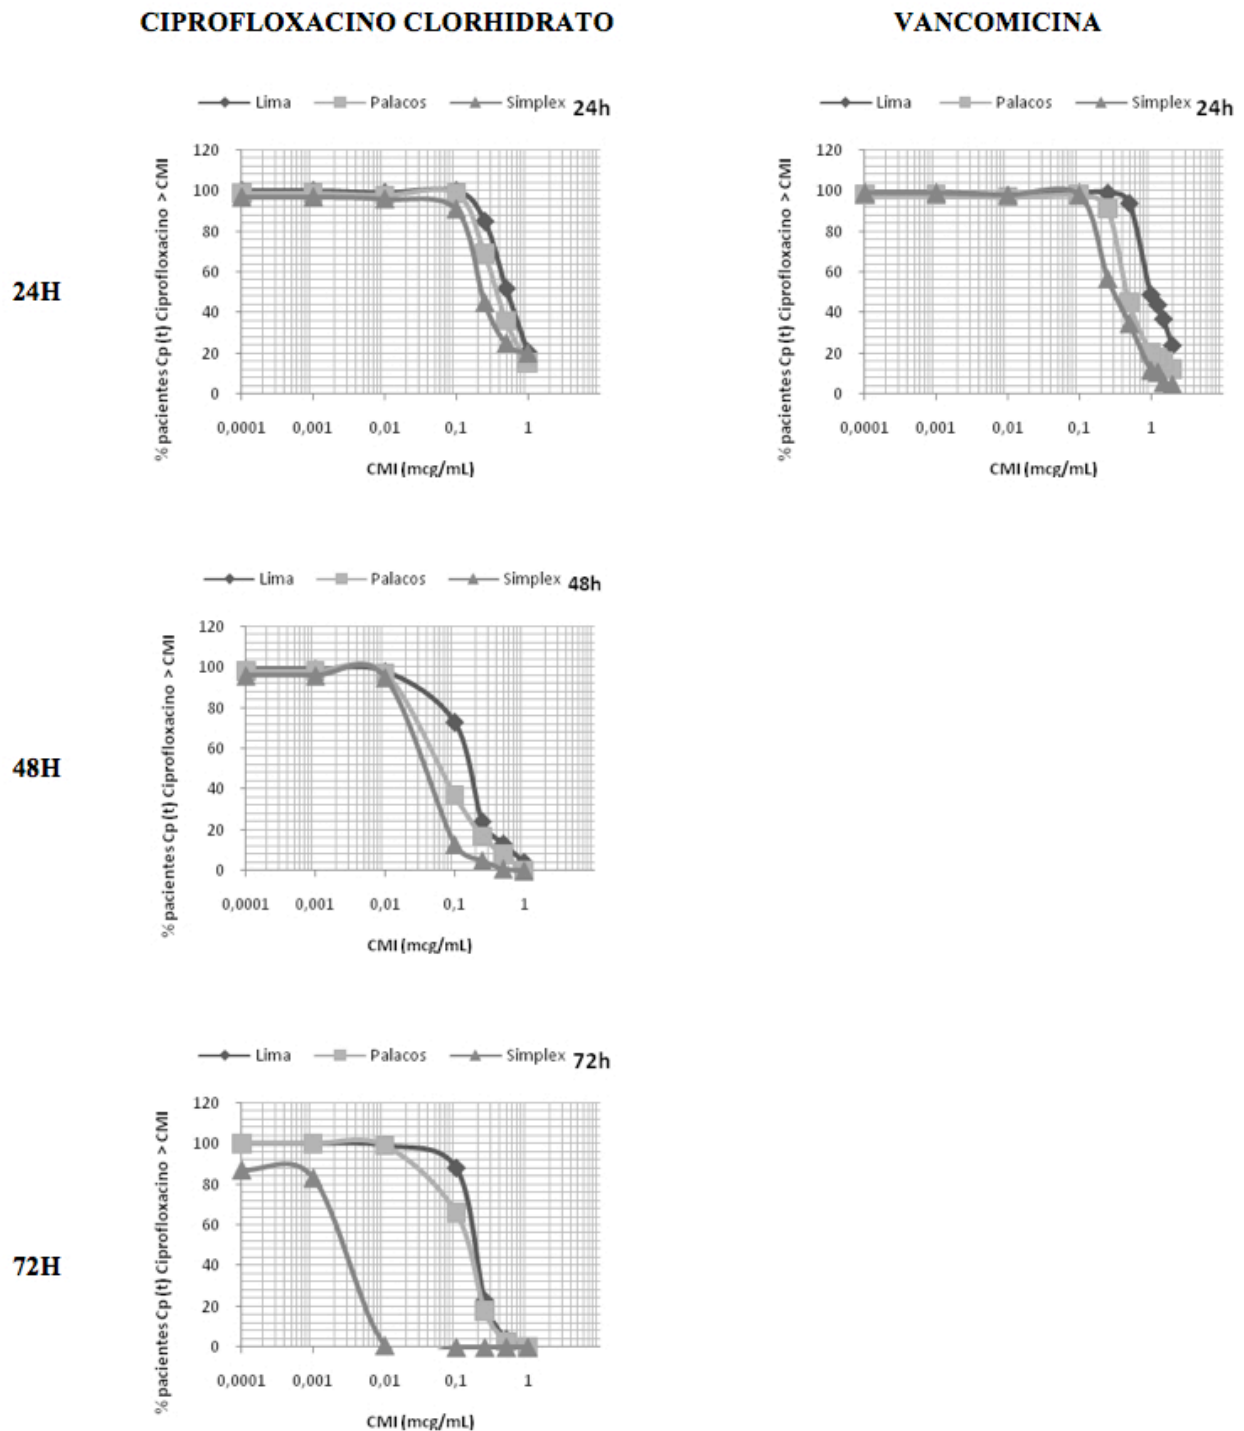 CIPROFLOXACINO CLORHIDRATO
VANCOMICINA
24H
Lima Palacos Simplex 24h
% pacientes Cp (t) Ciprofloxacino > CMI
120
100
80
60
40
20
0
0,0001 0,001 0,01 0,1 1
CMI (mcg/mL)
Lima Palacos Simplex 24h
% pacientes Cp (t) Ciprofloxacino > CMI
120
100
80
60
40
20
0
0,0001 0,001 0,01 0,1 1
CMI (mcg/mL)
48H
Lima Palacos Simplex 48h
% pacientes Cp (t) Ciprofloxacino > CMI
120
100
80
60
40
20
0
0,0001 0,001 0,01 0,1 1
CMI (mcg/mL)
72H
Lima Palacos Simplex 72h
% pacientes Cp (t) Ciprofloxacino > CMI
120
100
80
60
40
20
0
0,0001 0,001 0,01 0,1 1
CMI (mcg/mL)